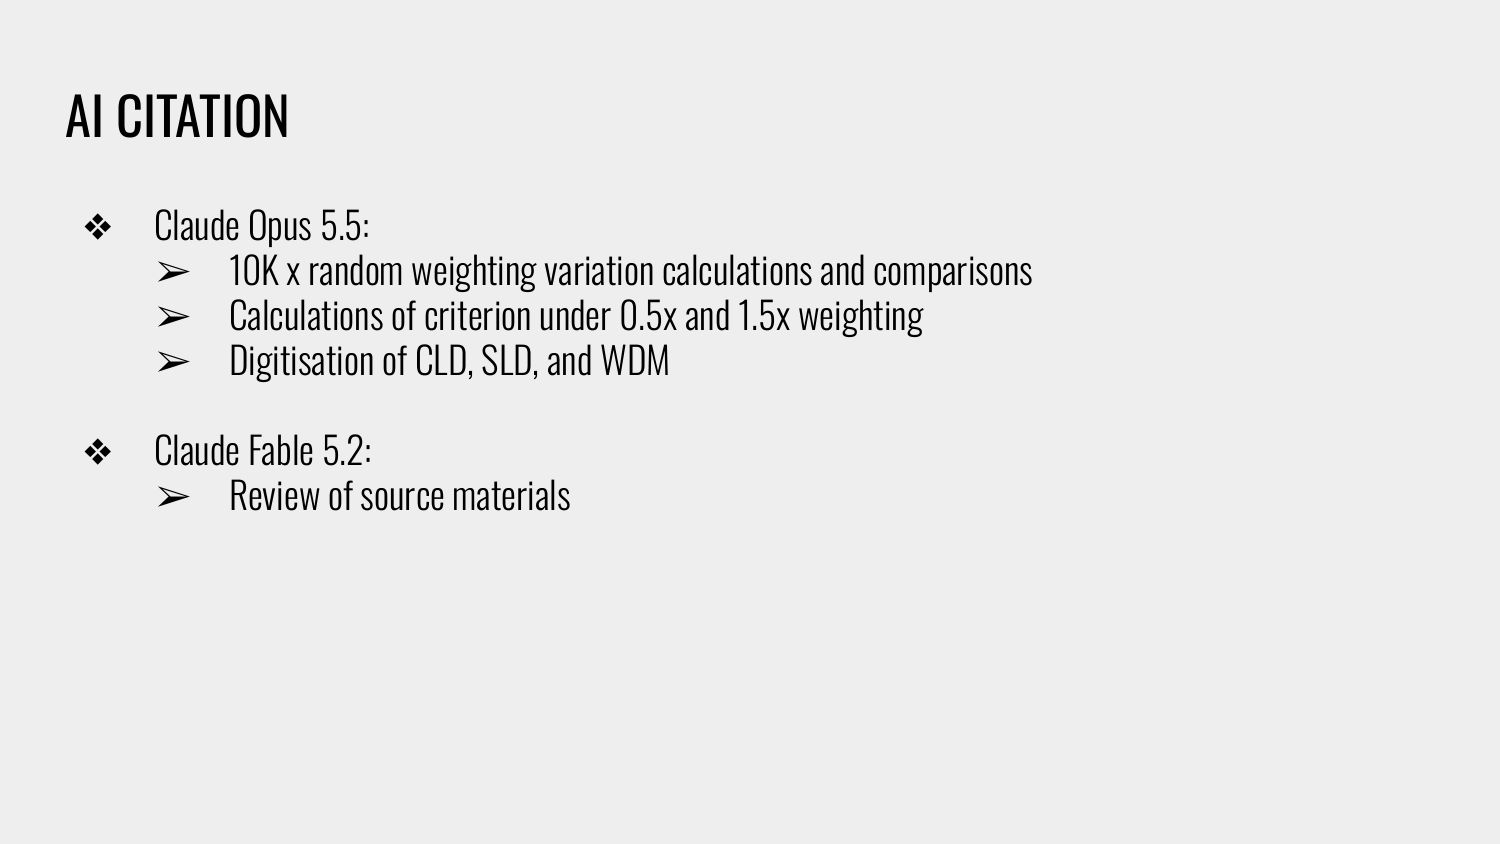 AI CITATION
❖ Claude Opus 5.5:
➢ 10K x random weighting variation calculations and comparisons
➢ Calculations of criterion under 0.5x and 1.5x weighting
➢ Digitisation of CLD, SLD, and WDM
❖ Claude Fable 5.2:
➢ Review of source materials